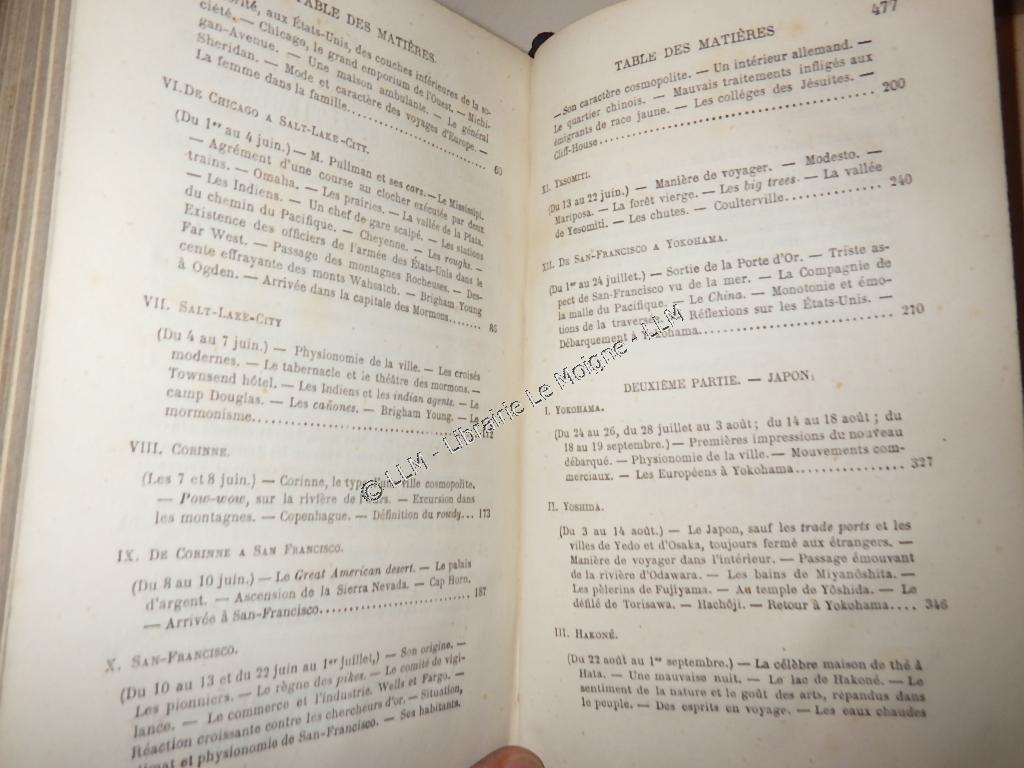 TABLE DES MATIÈRES.
orité, aux États-Unis, des couches inférieures de la so-
ciété. — Chicago, le grand emporium de l'Ouest. — Michi-
gan-Avenue. — Une maison ambulante. — Le général
Sheridan. — Mode et caractère des voyages d'Europe. —
La femme dans la famille 60
VI. DE CHICAGO A SALT-LAKE-CITY.
(Du 1er au 4 juin.) — M. Pullman et ses cars. — Le Mississipi.
— Agrément d'une course au clocher exécutée par deux
trains. — Omaha. — Les prairies. — La vallée de la Plata.
— Les Indiens. — Un chef de gare scalpé. — Les stations
du chemin du Pacifique. — Cheyenne. — Les roughs. —
Existence des officiers de l'armée des États-Unis dans le
Far West. — Passage des montagnes Rocheuses. — Des-
cente effrayante des monts Wahsatch. — Brigham Young
à Ogden. — Arrivée dans la capitale des Mormons 85
VII. SALT-LAKE-CITY
(Du 4 au 7 juin.) — Physionomie de la ville. — Les croisés
modernes. — Le tabernacle et le théâtre des mormons. —
Townsend hôtel. — Les Indiens et les indian agents. — Le
camp Douglas. — Les cañones. — Brigham Young. — Le
mormonisme
VIII. CORINNE.
(Les 7 et 8 juin.) — Corinne, le type d'une ville cosmopolite.
— Pow-wow, sur la rivière de l'Ours. — Excursion dans
les montagnes. — Copenhague. — Définition du rowdy... 173
IX. DE CORINNE A SAN FRANCISCO.
(Du 8 au 10 juin.) — Le Great American desert. — Le palais
d'argent. — Ascension de la Sierra Nevada. — Cap Horn.
— Arrivée à San-Francisco 187
X. SAN-FRANCISCO.
(Du 10 au 13 et du 22 juin au 1er juillet.) — Son origine. —
Les pionniers. — Le règne des pikes. — Le comité de vigi-
lance. — Le commerce et l'industrie. Wells et Fargo. —
Réaction croissante contre les chercheurs d'or. — Situation,
climat et physionomie de San-Francisco. — Ses habitants.
477
TABLE DES MATIÈRES
— Son caractère cosmopolite. — Un intérieur allemand. —
Le quartier chinois. — Mauvais traitements infligés aux
émigrants de race jaune. — Les collèges des Jésuites. —
Cliff-House 200
XI. YESOMITI.
(Du 13 au 22 juin.) — Manière de voyager. — Modesto. —
Mariposa. — La forêt vierge. — Les big trees. — La vallée
de Yesomiti. — Les chutes. — Coulterville 240
XII. DE SAN-FRANCISCO A YOKOHAMA.
(Du 1er au 24 juillet.) — Sortie de la Porte d'Or. — Triste as-
pect de San-Francisco vu de la mer. — La Compagnie de
la malle du Pacifique. — Le China. — Monotonie et émo-
tions de la traversée. — Réflexions sur les États-Unis. —
Débarquement à Yokohama 270
DEUXIÈME PARTIE. — JAPON.
I. YOKOHAMA.
(Du 24 au 26, du 28 juillet au 3 août; du 14 au 18 août; du
18 au 19 septembre.) — Premières impressions du nouveau
débarqué. — Physionomie de la ville. — Mouvements com-
merciaux. — Les Européens à Yokohama 327
II. YOSHIDA.
(Du 3 au 14 août.) — Le Japon, sauf les trade ports et les
villes de Yedo et d'Osaka, toujours fermé aux étrangers. —
Manière de voyager dans l'intérieur. — Passage émouvant
de la rivière d'Odawara. — Les bains de Miyanôshita. —
Les pèlerins de Fujiyama. — Au temple de Yôshida. — Le
défilé de Torisawa. — Hachôji. — Retour à Yokohama.... 346
III. HAKONÉ.
(Du 22 août au 1er septembre.) — La célèbre maison de thé à
Hata. — Une mauvaise nuit. — Le lac de Hakoné. — Le
sentiment de la nature et le goût des arts, répandus dans
le peuple. — Des esprits en voyage. — Les eaux chaudes
© LLM - Librairie Le Moigne - LLM